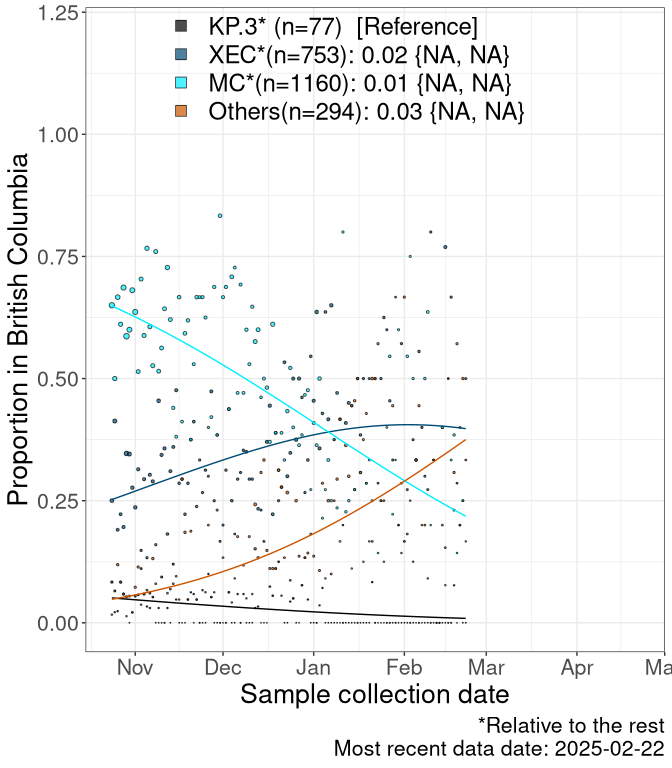 KP.3* (n=77)  [Reference]
XEC*(n=753): 0.02 {NA, NA}
MC*(n=1160): 0.01 {NA, NA}
Others(n=294): 0.03 {NA, NA}
1.25
1.00
0.75
0.50
0.25
0.00
Proportion in British Columbia
Nov Dec Jan Feb Mar Apr Ma
Sample collection date
*Relative to the rest
Most recent data date: 2025-02-22